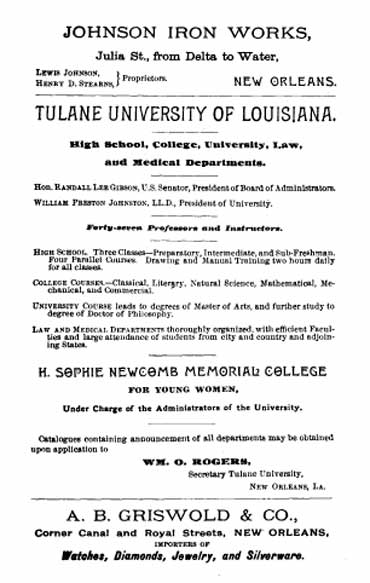 JOHNSON IRON WORKS,
Julia St., from Delta to Water,
LEWIS JOHNSON,
HENRY D. STEARNS, } Proprietors.
NEW ORLEANS.
TULANE UNIVERSITY OF LOUISIANA.
High School, College, University, Law,
and Medical Departments.
HON. RANDALL LEE GIBSON, U.S. Senator, President of Board of Administrators.
WILLIAM PRESTON JOHNSTON, LL.D., President of University.
Forty-seven Professors and Instructors.
HIGH SCHOOL. Three Classes—Preparatory, Intermediate, and Sub-Freshman.
Four Parallel Courses. Drawing and Manual Training two hours daily
for all classes.
COLLEGE COURSES.—Classical, Literary, Natural Science, Mathematical, Me-
chanical, and Commercial.
UNIVERSITY COURSE leads to degrees of Master of Arts, and further study to
degree of Doctor of Philosophy.
LAW AND MEDICAL DEPARTMENTS thoroughly organized, with efficient Facul-
ties and large attendance of students from city and country and adjoin-
ing States.
H. SOPHIE NEWCOMB MEMORIAL COLLEGE
FOR YOUNG WOMEN,
Under Charge of the Administrators of the University.
Catalogues containing announcement of all departments may be obtained
upon application to
WM. O. ROGERS,
Secretary Tulane University,
NEW ORLEANS, LA.
A. B. GRISWOLD & CO.,
Corner Canal and Royal Streets, NEW ORLEANS,
IMPORTERS OF
Watches, Diamonds, Jewelry, and Silverware.